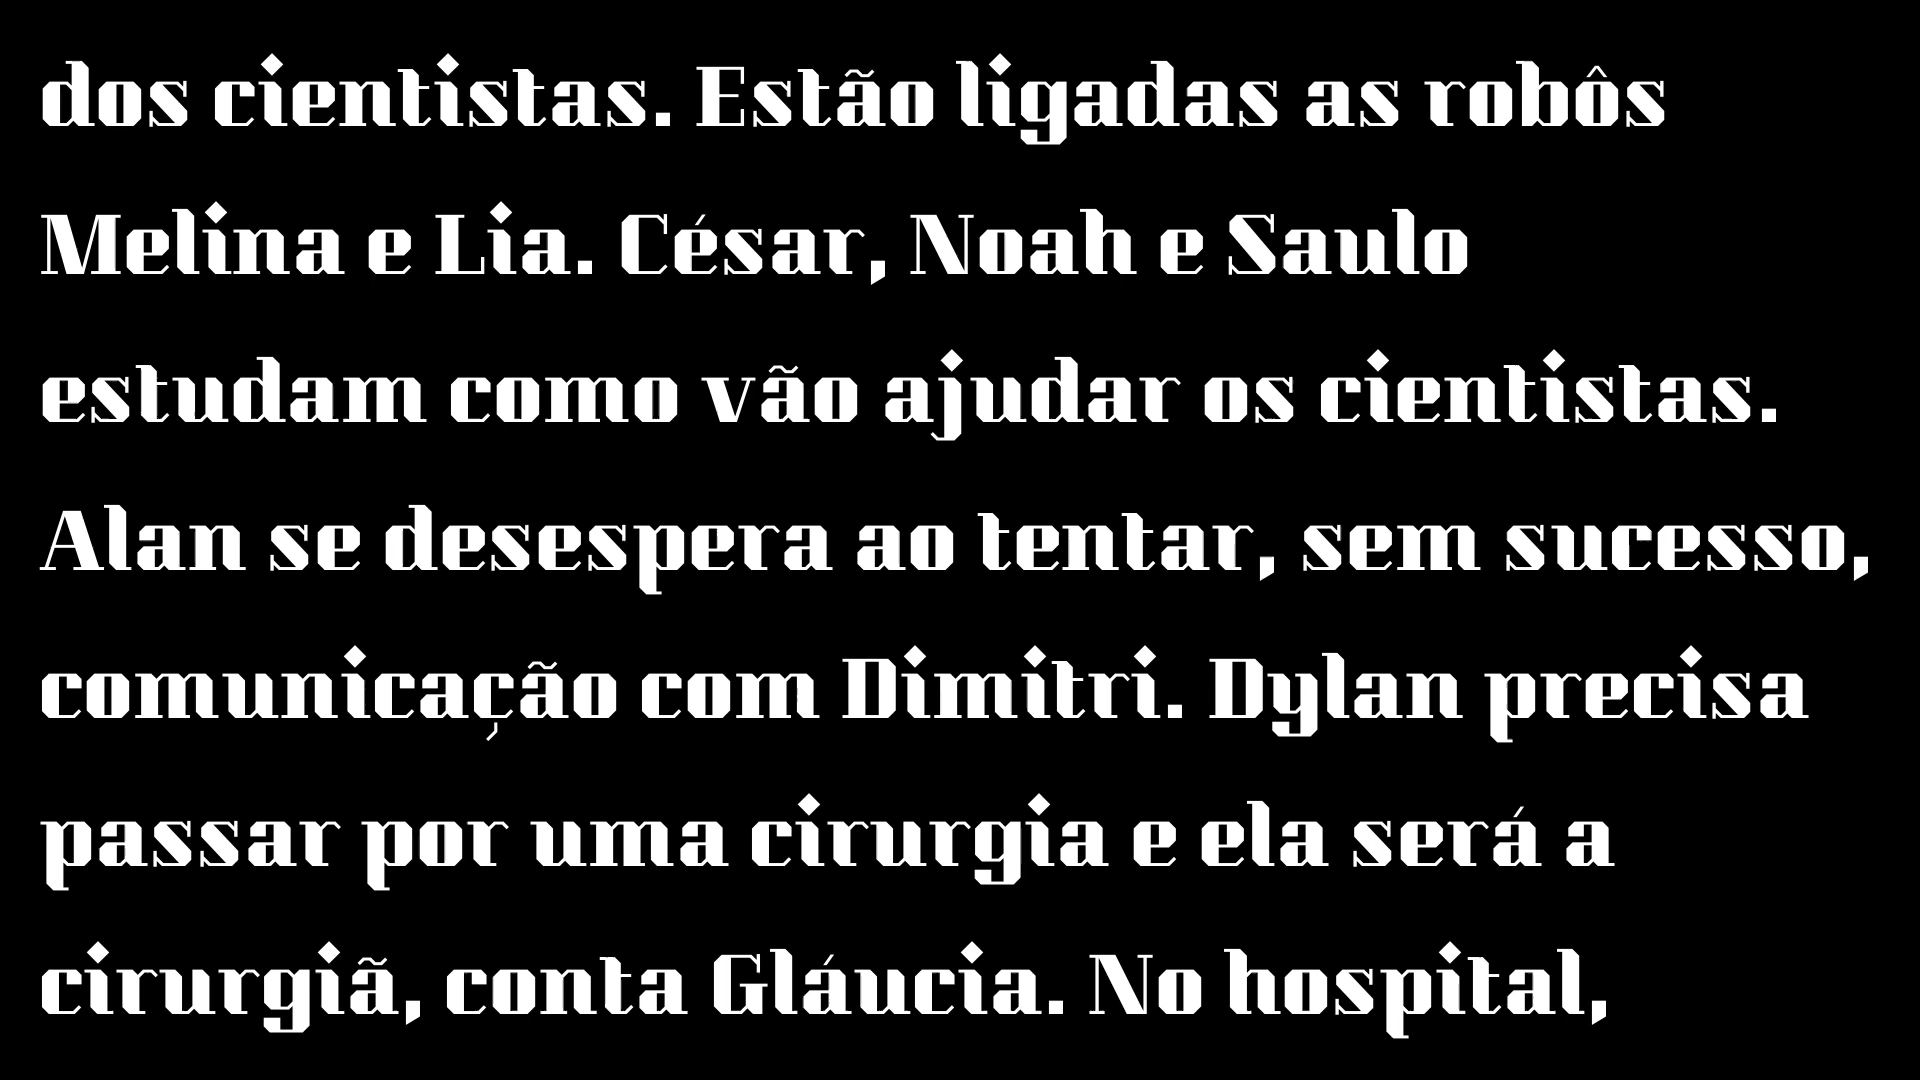 dos cientistas. Estão ligadas as robôs
Melina e Lia. César, Noah e Saulo
estudam como vão ajudar os cientistas.
Alan se desespera ao tentar, sem sucesso,
comunicação com Dimitri. Dylan precisa
passar por uma cirurgia e ela será a
cirurgiã, conta Gláucia. No hospital,